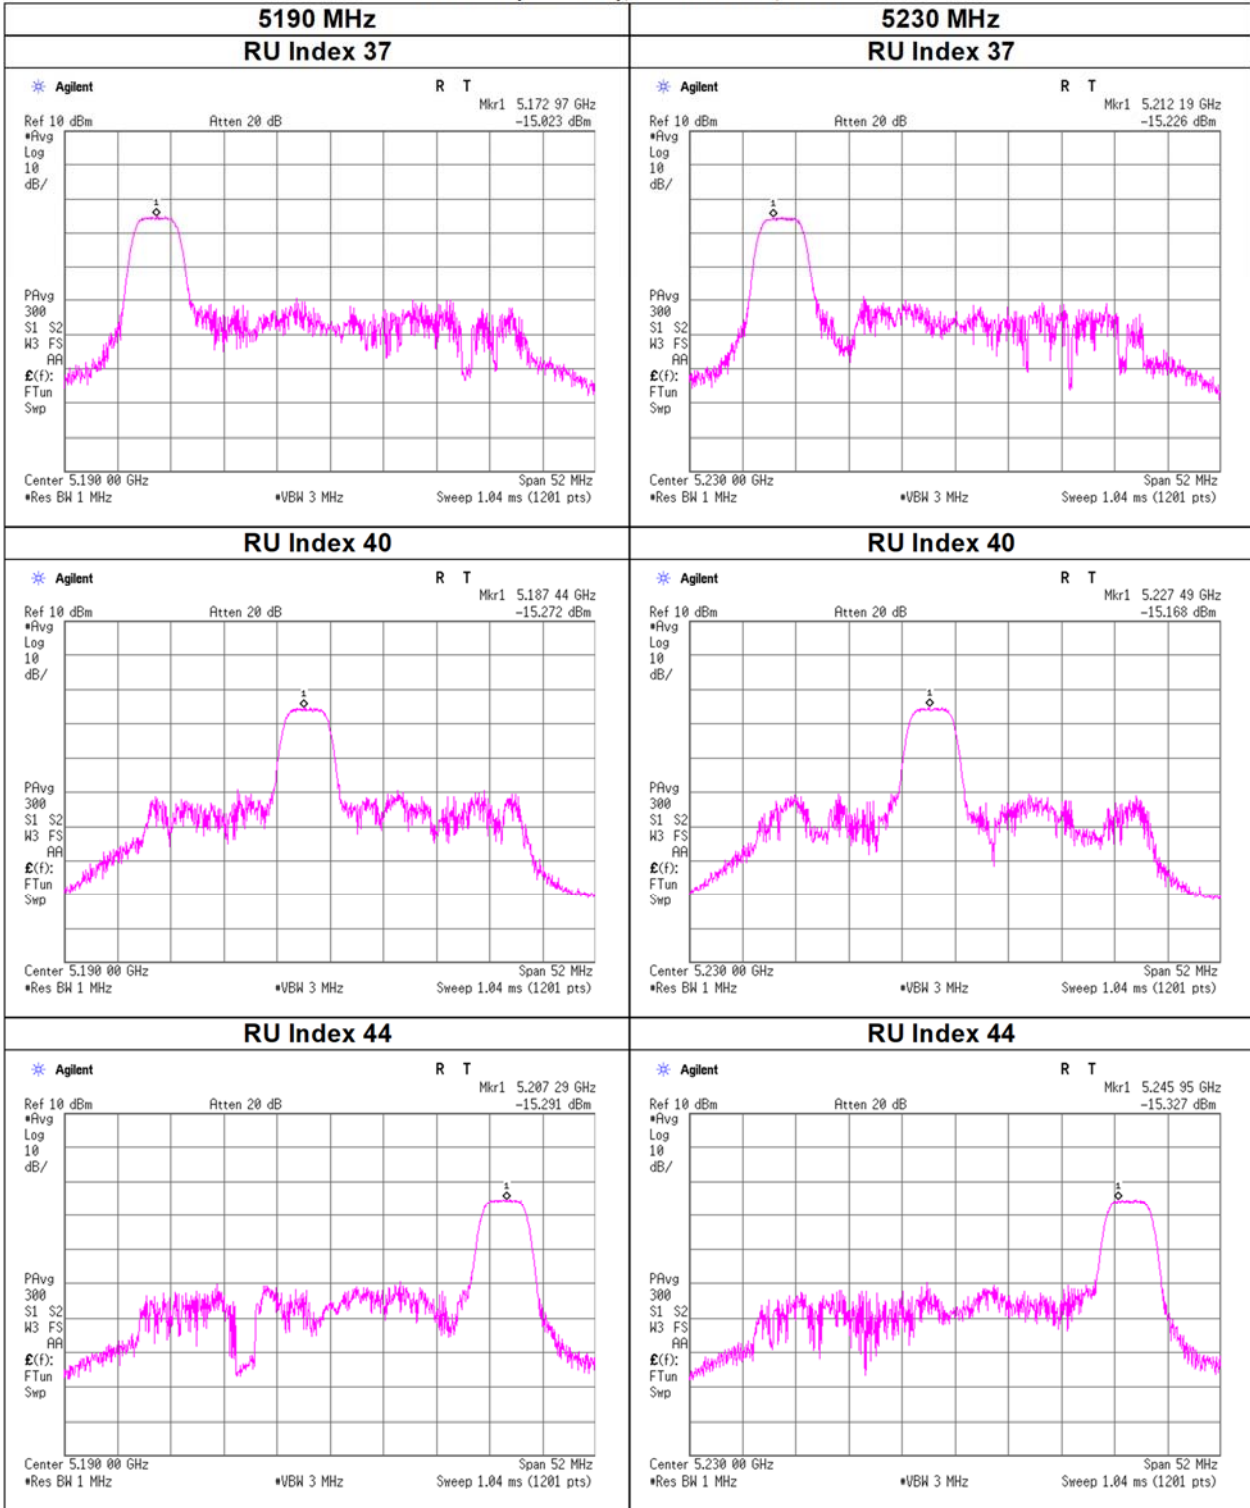 5190 MHz
5230 MHz
RU Index 37
RU Index 37
Agilent
R T
Mkr1 5.172 97 GHz
Ref 10 dBm
Atten 20 dB
-15.023 dBm
#Avg
Log
10
dB/
1
PAvg
300
S1 S2
W3 FS
AA
£(f):
FTun
Swp
Center 5.190 00 GHz
Span 52 MHz
#Res BW 1 MHz
#VBW 3 MHz
Sweep 1.04 ms (1201 pts)
Agilent
R T
Mkr1 5.212 19 GHz
Ref 10 dBm
Atten 20 dB
-15.226 dBm
#Avg
Log
10
dB/
1
PAvg
300
S1 S2
W3 FS
AA
£(f):
FTun
Swp
Center 5.230 00 GHz
Span 52 MHz
#Res BW 1 MHz
#VBW 3 MHz
Sweep 1.04 ms (1201 pts)
RU Index 40
RU Index 40
Agilent
R T
Mkr1 5.187 44 GHz
Ref 10 dBm
Atten 20 dB
-15.272 dBm
#Avg
Log
10
dB/
1
PAvg
300
S1 S2
W3 FS
AA
£(f):
FTun
Swp
Center 5.190 00 GHz
Span 52 MHz
#Res BW 1 MHz
#VBW 3 MHz
Sweep 1.04 ms (1201 pts)
Agilent
R T
Mkr1 5.227 49 GHz
Ref 10 dBm
Atten 20 dB
-15.168 dBm
#Avg
Log
10
dB/
1
PAvg
300
S1 S2
W3 FS
AA
£(f):
FTun
Swp
Center 5.230 00 GHz
Span 52 MHz
#Res BW 1 MHz
#VBW 3 MHz
Sweep 1.04 ms (1201 pts)
RU Index 44
RU Index 44
Agilent
R T
Mkr1 5.207 29 GHz
Ref 10 dBm
Atten 20 dB
-15.291 dBm
#Avg
Log
10
dB/
1
PAvg
300
S1 S2
W3 FS
AA
£(f):
FTun
Swp
Center 5.190 00 GHz
Span 52 MHz
#Res BW 1 MHz
#VBW 3 MHz
Sweep 1.04 ms (1201 pts)
Agilent
R T
Mkr1 5.245 95 GHz
Ref 10 dBm
Atten 20 dB
-15.327 dBm
#Avg
Log
10
dB/
1
PAvg
300
S1 S2
W3 FS
AA
£(f):
FTun
Swp
Center 5.230 00 GHz
Span 52 MHz
#Res BW 1 MHz
#VBW 3 MHz
Sweep 1.04 ms (1201 pts)